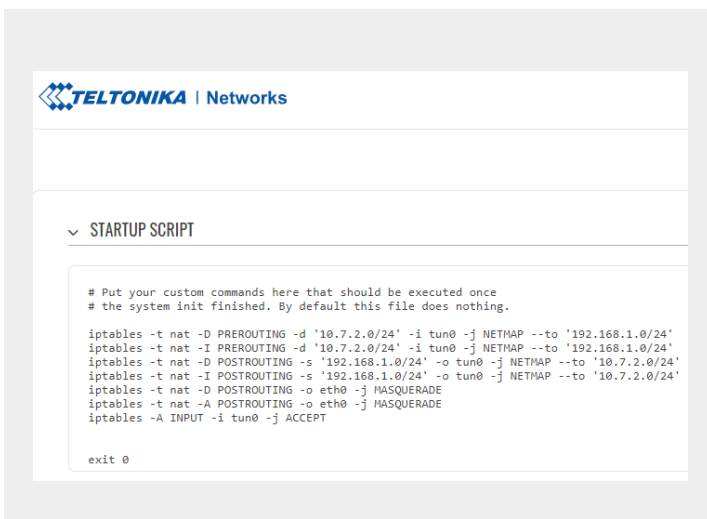 TELTONIKA | Networks
STARTUP SCRIPT
# Put your custom commands here that should be executed once
# the system init finished. By default this file does nothing.
iptables -t nat -D PREROUTING -d '10.7.2.0/24' -i tun0 -j NETMAP --to '192.168.1.0/24'
iptables -t nat -I PREROUTING -d '10.7.2.0/24' -i tun0 -j NETMAP --to '192.168.1.0/24'
iptables -t nat -D POSTROUTING -s '192.168.1.0/24' -o tun0 -j NETMAP --to '10.7.2.0/24'
iptables -t nat -I POSTROUTING -s '192.168.1.0/24' -o tun0 -j NETMAP --to '10.7.2.0/24'
iptables -t nat -D POSTROUTING -o eth0 -j MASQUERADE
iptables -t nat -A POSTROUTING -o eth0 -j MASQUERADE
iptables -A INPUT -i tun0 -j ACCEPT
exit 0